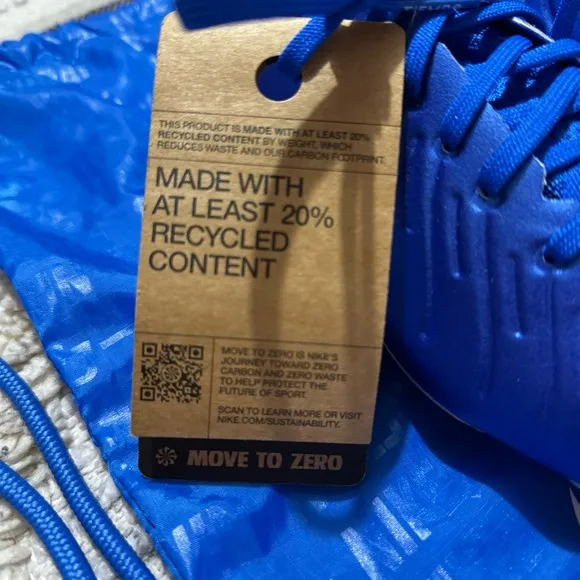 TIEMPO
THIS PRODUCT IS MADE WITH AT LEAST 20%
RECYCLED CONTENT BY WEIGHT, WHICH
REDUCES WASTE AND OUR CARBON FOOTPRINT.
MADE WITH
AT LEAST 20%
RECYCLED
CONTENT
MOVE TO ZERO IS NIKE'S
JOURNEY TOWARD ZERO
CARBON AND ZERO WASTE
TO HELP PROTECT THE
FUTURE OF SPORT.
SCAN TO LEARN MORE OR VISIT
NIKE.COM/SUSTAINABILITY.
MOVE TO ZERO